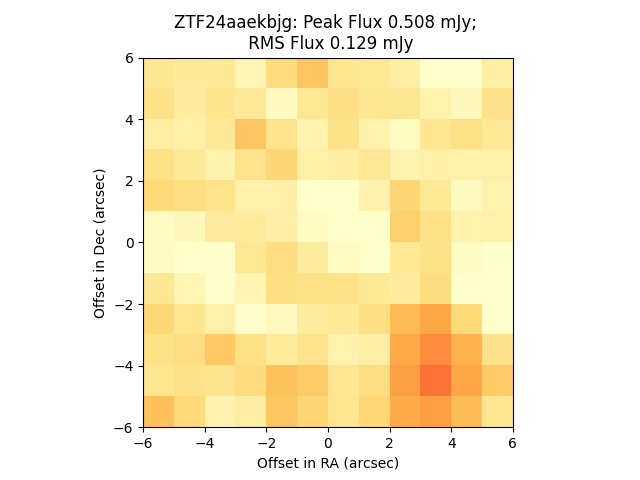 ZTF24aaekbjg: Peak Flux 0.508 mJy;
RMS Flux 0.129 mJy
6
4
2
0
−2
−4
−6
Offset in Dec (arcsec)
−6 −4 −2 0 2 4 6
Offset in RA (arcsec)